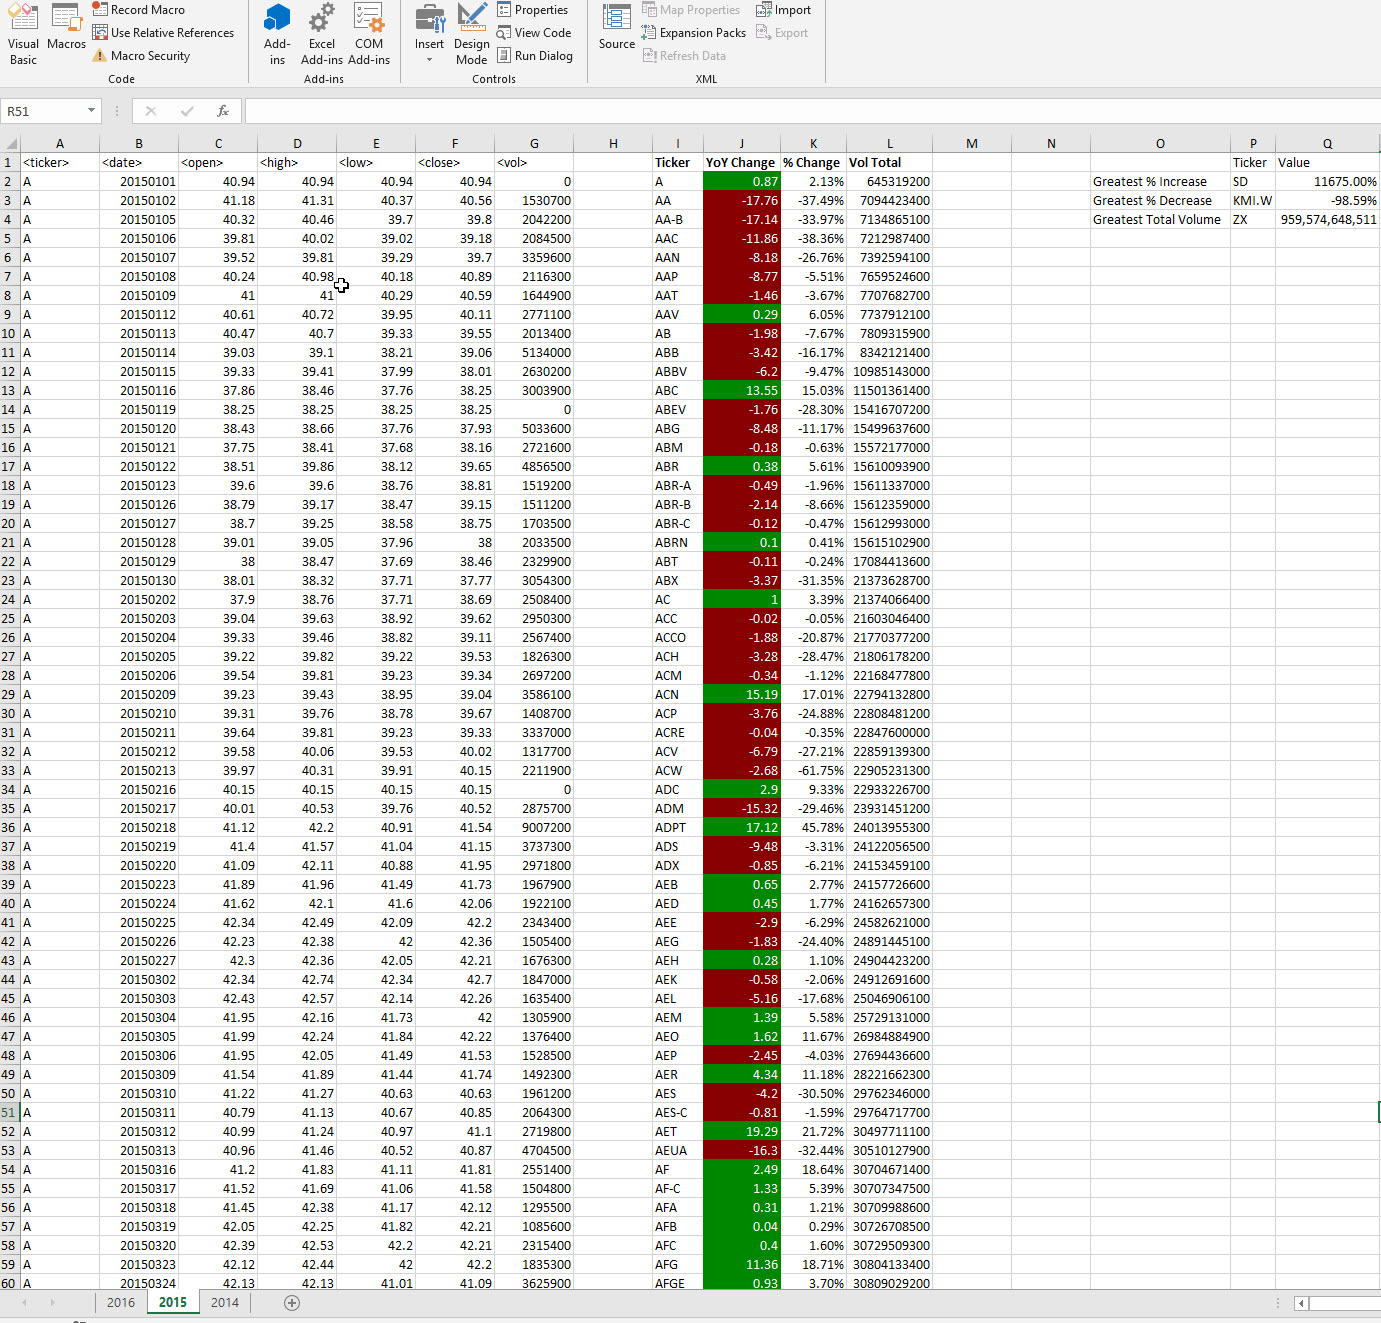 Record Macro
Use Relative References
Macro Security
Visual Basic
Macros
Code
Add-ins
Excel Add-ins
COM Add-ins
Add-ins
Insert
Design Mode
Properties
View Code
Run Dialog
Controls
Source
Map Properties
Expansion Packs
Refresh Data
Import
Export
XML
R51
fx
A B C D E F G H I J K L M N O P Q
1 <ticker> <date> <open> <high> <low> <close> <vol> Ticker YoY Change % Change Vol Total Ticker Value
2 A 20150101 40.94 40.94 40.94 40.94 0 A 0.87 2.13% 645319200 Greatest % Increase SD 11675.00%
3 A 20150102 41.18 41.31 40.37 40.56 1530700 AA -17.76 -37.49% 7094423400 Greatest % Decrease KMI.W -98.59%
4 A 20150105 40.32 40.46 39.7 39.8 2042200 AA-B -17.14 -33.97% 7134865100 Greatest Total Volume ZX 959,574,648,511
5 A 20150106 39.81 40.02 39.02 39.18 2084500 AAC -11.86 -38.36% 7212987400
6 A 20150107 39.52 39.81 39.29 39.7 3359600 AAN -8.18 -26.76% 7392594100
7 A 20150108 40.24 40.98 40.18 40.89 2116300 AAP -8.77 -5.51% 7659524600
8 A 20150109 41 41 40.29 40.59 1644900 AAT -1.46 -3.67% 7707682700
9 A 20150112 40.61 40.72 39.95 40.11 2771100 AAV 0.29 6.05% 7737912100
10 A 20150113 40.47 40.7 39.33 39.55 2013400 AB -1.98 -7.67% 7809315900
11 A 20150114 39.03 39.1 38.21 39.06 5134000 ABB -3.42 -16.17% 8342121400
12 A 20150115 39.33 39.41 37.99 38.01 2630200 ABBV -6.2 -9.47% 10985143000
13 A 20150116 37.86 38.46 37.76 38.25 3003900 ABC 13.55 15.03% 11501361400
14 A 20150119 38.25 38.25 38.25 38.25 0 ABEV -1.76 -28.30% 15416707200
15 A 20150120 38.43 38.66 37.76 37.93 5033600 ABG -8.48 -11.17% 15499637600
16 A 20150121 37.75 38.41 37.68 38.16 2721600 ABM -0.18 -0.63% 15572177000
17 A 20150122 38.51 39.86 38.12 39.65 4856500 ABR 0.38 5.61% 15610093900
18 A 20150123 39.6 39.6 38.76 38.81 1519200 ABR-A -0.49 -1.96% 15611337000
19 A 20150126 38.79 39.17 38.47 39.15 1511200 ABR-B -2.14 -8.66% 15612359000
20 A 20150127 38.7 39.25 38.58 38.75 1703500 ABR-C -0.12 -0.47% 15612993000
21 A 20150128 39.01 39.05 37.96 38 2033500 ABRN 0.1 0.41% 15615102900
22 A 20150129 38 38.47 37.69 38.46 2329900 ABT -0.11 -0.24% 17084413600
23 A 20150130 38.01 38.32 37.71 37.77 3054300 ABX -3.37 -31.35% 21373628700
24 A 20150202 37.9 38.76 37.71 38.69 2508400 AC 1 3.39% 21374066400
25 A 20150203 39.04 39.63 38.92 39.62 2950300 ACC -0.02 -0.05% 21603046400
26 A 20150204 39.33 39.46 38.82 39.11 2567400 ACCO -1.88 -20.87% 21770377200
27 A 20150205 39.22 39.82 39.22 39.53 1826300 ACH -3.28 -28.47% 21806178200
28 A 20150206 39.54 39.81 39.23 39.34 2697200 ACM -0.34 -1.12% 22168477800
29 A 20150209 39.23 39.43 38.95 39.04 3586100 ACN 15.19 17.01% 22794132800
30 A 20150210 39.31 39.76 38.78 39.67 1408700 ACP -3.76 -24.88% 22808481200
31 A 20150211 39.64 39.81 39.23 39.33 3337000 ACRE -0.04 -0.35% 22847600000
32 A 20150212 39.58 40.06 39.53 40.02 1317700 ACV -6.79 -27.21% 22859139300
33 A 20150213 39.97 40.31 39.91 40.15 2211900 ACW -2.68 -61.75% 22905231300
34 A 20150216 40.15 40.15 40.15 40.15 0 ADC 2.9 9.33% 22933226700
35 A 20150217 40.01 40.53 39.76 40.52 2875700 ADM -15.32 -29.46% 23931451200
36 A 20150218 41.12 42.2 40.91 41.54 9007200 ADPT 17.12 45.78% 24013955300
37 A 20150219 41.4 41.57 41.04 41.15 3737300 ADS -9.48 -3.31% 24122056500
38 A 20150220 41.09 42.11 40.88 41.95 2971800 ADX -0.85 -6.21% 24153459100
39 A 20150223 41.89 41.96 41.49 41.73 1967900 AEB 0.65 2.77% 24157726600
40 A 20150224 41.62 42.1 41.6 42.06 1922100 AED 0.45 1.77% 24162657300
41 A 20150225 42.34 42.49 42.09 42.2 2343400 AEE -2.9 -6.29% 24582621000
42 A 20150226 42.23 42.38 42 42.36 1505400 AEG -1.83 -24.40% 24891445100
43 A 20150227 42.3 42.36 42.05 42.21 1676300 AEH 0.28 1.10% 24904423200
44 A 20150302 42.34 42.74 42.34 42.7 1847000 AEK -0.58 -2.06% 24912691600
45 A 20150303 42.43 42.57 42.14 42.26 1635400 AEL -5.16 -17.68% 25046906100
46 A 20150304 41.95 42.16 41.73 42 1305900 AEM 1.39 5.58% 25729131000
47 A 20150305 41.99 42.24 41.84 42.22 1376400 AEO 1.62 11.67% 26984884900
48 A 20150306 41.95 42.05 41.49 41.53 1528500 AEP -2.45 -4.03% 27694436600
49 A 20150309 41.54 41.89 41.44 41.74 1492300 AER 4.34 11.18% 28221662300
50 A 20150310 41.22 41.27 40.63 40.63 1961200 AES -4.2 -30.50% 29762346000
51 A 20150311 40.79 41.13 40.67 40.85 2064300 AES-C -0.81 -1.59% 29764717700
52 A 20150312 40.99 41.24 40.97 41.1 2719800 AET 19.29 21.72% 30497711100
53 A 20150313 40.96 41.46 40.52 40.87 4704500 AEUA -16.3 -32.44% 30510127900
54 A 20150316 41.2 41.83 41.11 41.81 2551400 AF 2.49 18.64% 30704671400
55 A 20150317 41.52 41.69 41.06 41.58 1504800 AF-C 1.33 5.39% 30707347500
56 A 20150318 41.45 42.38 41.17 42.12 1295500 AFA 0.31 1.21% 30709988600
57 A 20150319 42.05 42.25 41.82 42.21 1085600 AFB 0.04 0.29% 30726708500
58 A 20150320 42.39 42.53 42.2 42.21 2315400 AFC 0.4 1.60% 30729509300
59 A 20150323 42.12 42.44 42 42.2 1835300 AFG 11.36 18.71% 30804133400
60 A 20150324 42.13 42.13 41.01 41.09 3625900 AFGE 0.93 3.70% 30809029200
2016 2015 2014